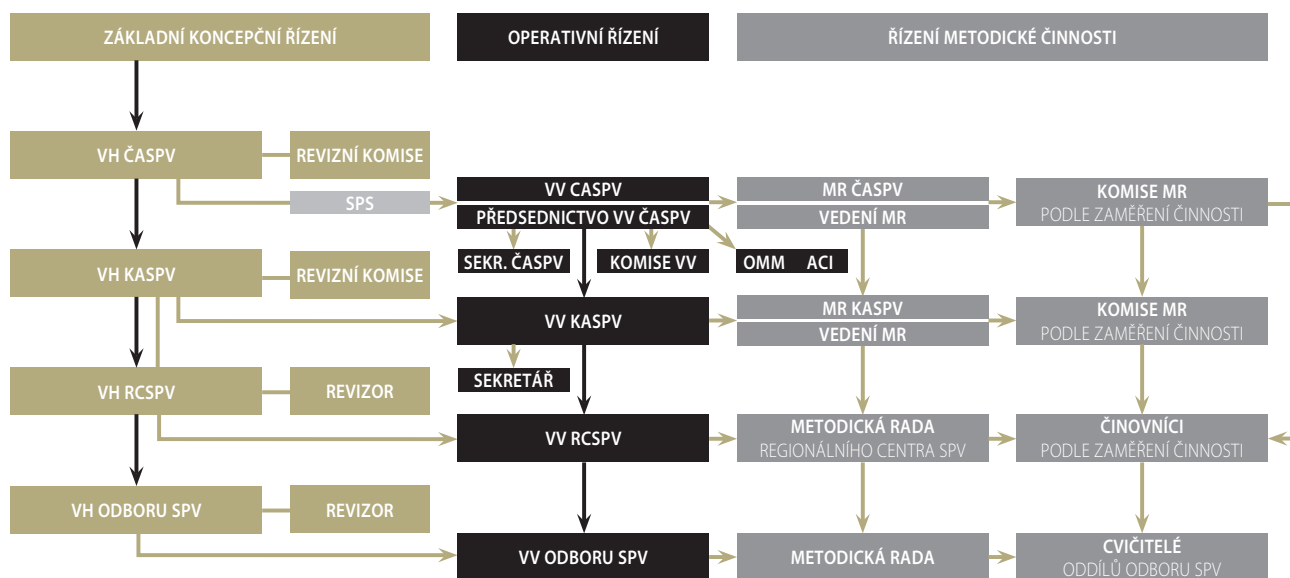 ZÁKLADNÍ KONCEPČNÍ ŘÍZENÍ
OPERATIVNÍ ŘÍZENÍ
ŘÍZENÍ METODICKÉ ČINNOSTI
VH ČASPV
REVIZNÍ KOMISE
SPS
VV CASPV
PŘEDSEDNICTVO VV ČASPV
MR ČASPV
VEDENÍ MR
KOMISE MR
PODLE ZAMĚŘENÍ ČINNOSTI
VH KASPV
REVIZNÍ KOMISE
SEKR. ČASPV
KOMISE VV
OMM ACI
VV KASPV
MR KASPV
VEDENÍ MR
KOMISE MR
PODLE ZAMĚŘENÍ ČINNOSTI
SEKRETÁŘ
VH RCSPV
REVIZOR
VV RCSPV
METODICKÁ RADA
REGIONÁLNÍHO CENTRA SPV
ČINOVNÍCI
PODLE ZAMĚŘENÍ ČINNOSTI
VH ODBORU SPV
REVIZOR
VV ODBORU SPV
METODICKÁ RADA
CVIČITELÉ
ODDÍLŮ ODBORU SPV